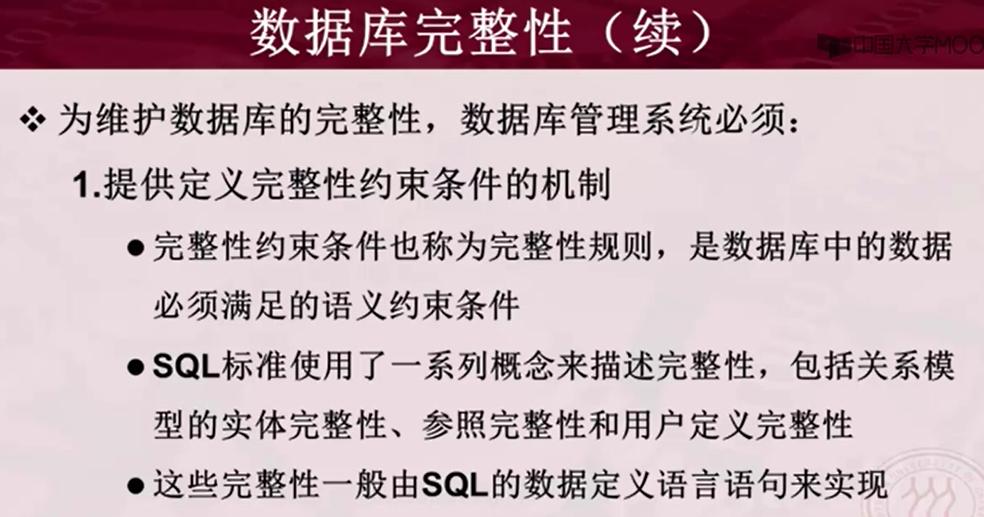 数据库完整性（续）
中国大学MOO
❖ 为维护数据库的完整性，数据库管理系统必须：
1.提供定义完整性约束条件的机制
● 完整性约束条件也称为完整性规则，是数据库中的数据
必须满足的语义约束条件
● SQL标准使用了一系列概念来描述完整性，包括关系模
型的实体完整性、参照完整性和用户定义完整性
● 这些完整性一般由SQL的数据定义语言语句来实现